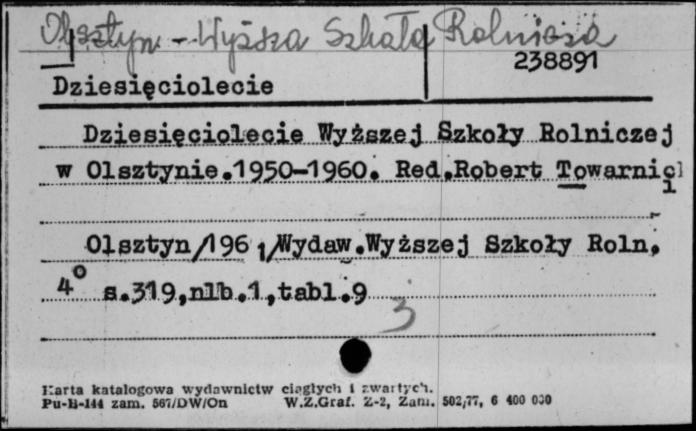 Olsztyn - Wyższa Szkoła Rolnicza
238891
Dziesięciolecie
Dziesięciolecie Wyższej Szkoły Rolniczej
w Olsztynie.1950-1960. Red.Robert Towarnic
i
Olsztyn/196 1/Wydaw.Wyższej Szkoły Roln.
4° s.319,nlb.1,tabl.9
3
Karta katalogowa wydawnictw ciągłych i zwartych.
Pu-B-144 zam. 567/DW/On W.Z.Graf. Z-2, Zam. 502/77, 6 400 000